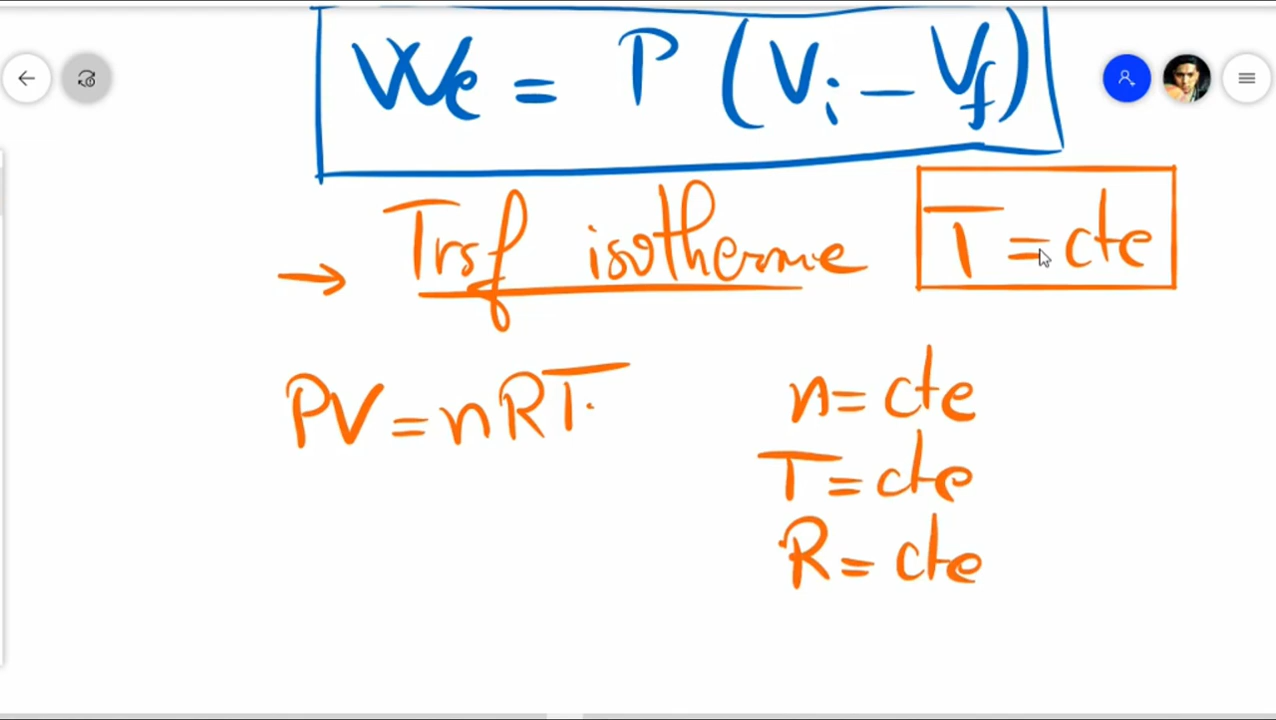 We = P (Vi - Vf)
→ Trsf isotherme T = cte
PV = nRT.
n = cte
T = cte
R = cte